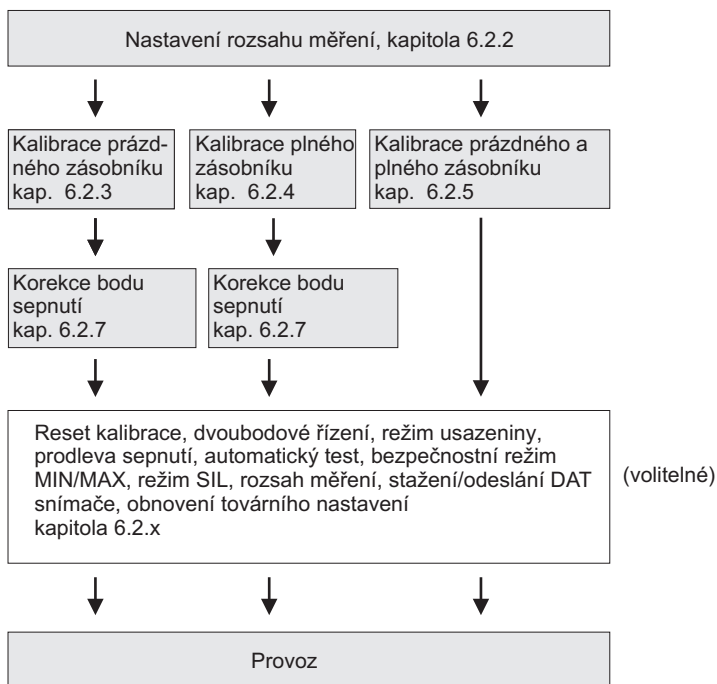 Nastavení rozsahu měření, kapitola 6.2.2
Kalibrace prázd-
ného zásobníku
kap. 6.2.3
Kalibrace plného
zásobníku
kap. 6.2.4
Kalibrace prázdného a
plného zásobníku
kap. 6.2.5
Korekce bodu
sepnutí
kap. 6.2.7
Korekce bodu
sepnutí
kap. 6.2.7
Reset kalibrace, dvoubodové řízení, režim usazeniny,
prodleva sepnutí, automatický test, bezpečnostní režim
MIN/MAX, režim SIL, rozsah měření, stažení/odeslání DAT
snímače, obnovení továrního nastavení
kapitola 6.2.x
(volitelné)
Provoz